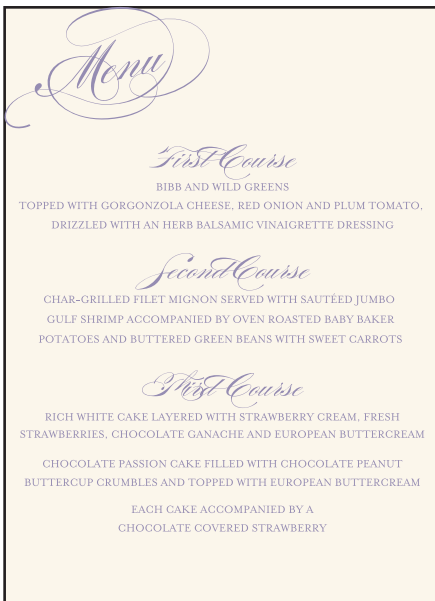 Menu
First Course
BIBB AND WILD GREENS
TOPPED WITH GORGONZOLA CHEESE, RED ONION AND PLUM TOMATO,
DRIZZLED WITH AN HERB BALSAMIC VINAIGRETTE DRESSING
Second Course
CHAR-GRILLED FILET MIGNON SERVED WITH SAUTÉED JUMBO
GULF SHRIMP ACCOMPANIED BY OVEN ROASTED BABY BAKER
POTATOES AND BUTTERED GREEN BEANS WITH SWEET CARROTS
Third Course
RICH WHITE CAKE LAYERED WITH STRAWBERRY CREAM, FRESH
STRAWBERRIES, CHOCOLATE GANACHE AND EUROPEAN BUTTERCREAM
CHOCOLATE PASSION CAKE FILLED WITH CHOCOLATE PEANUT
BUTTERCUP CRUMBLES AND TOPPED WITH EUROPEAN BUTTERCREAM
EACH CAKE ACCOMPANIED BY A
CHOCOLATE COVERED STRAWBERRY